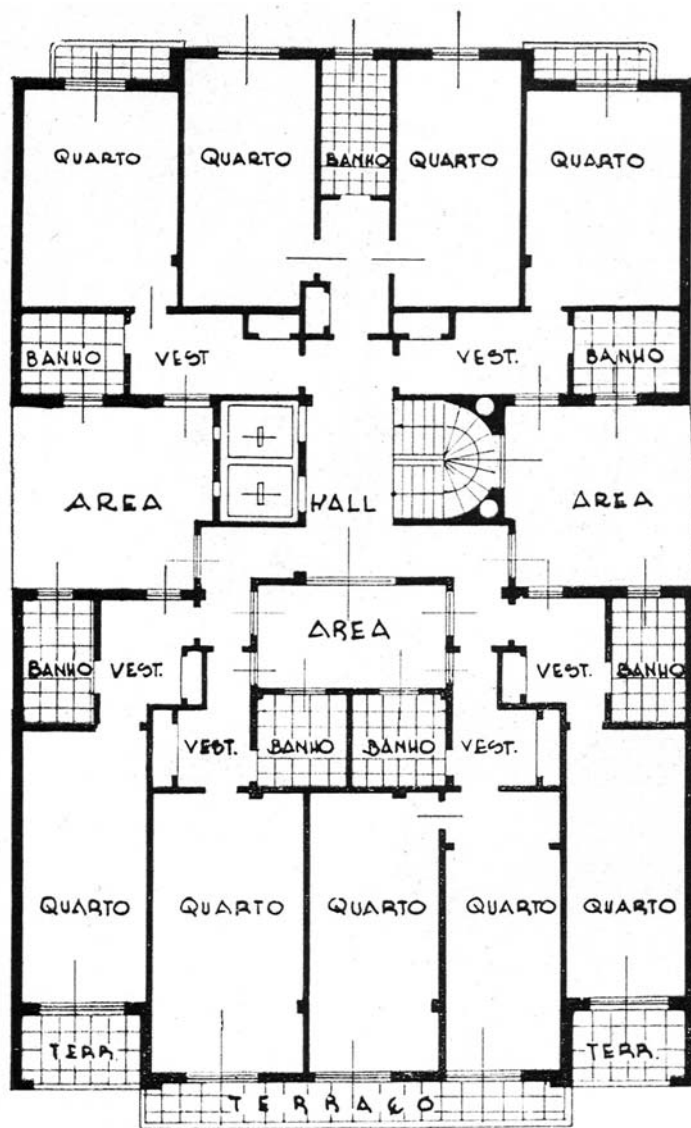 QUARTO QUARTO BANHO QUARTO QUARTO
BANHO VEST VEST. BANHO
AREA HALL AREA
AREA
BANHO VEST. VEST. BANHO
VEST. BANHO BANHO VEST.
QUARTO QUARTO QUARTO QUARTO QUARTO
TERR. TERR.
TERRAÇO